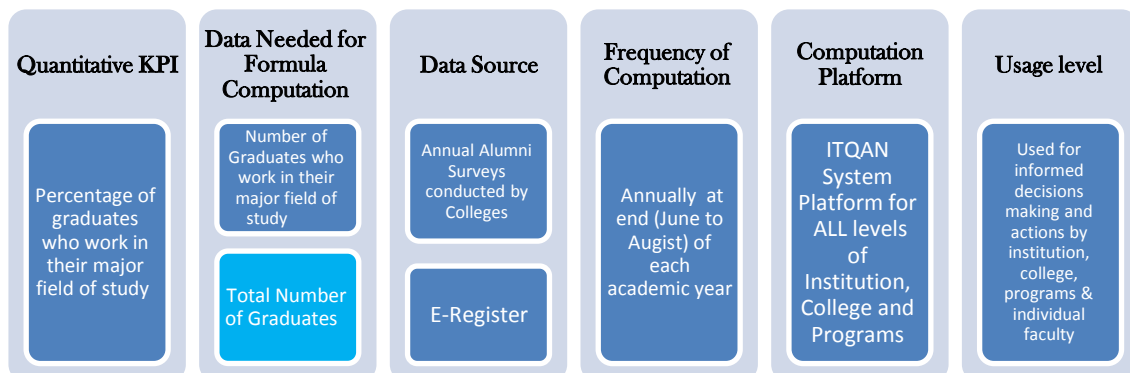 Quantitative KPI
Percentage of
graduates
who work in
their major
field of study
Data Needed for
Formula
Computation
Number of
Graduates who
work in their
major field of
study
Total Number
of Graduates
Data Source
Annual Alumni
Surveys
conducted by
Colleges
E-Register
Frequency of
Computation
Annually at
end (June to
Augist) of
each
academic year
Computation
Platform
ITQAN
System
Platform for
ALL levels
of
Institution,
College and
Programs
Usage level
Used for
informed
decisions
making and
actions by
institution,
college,
programs &
individual
faculty